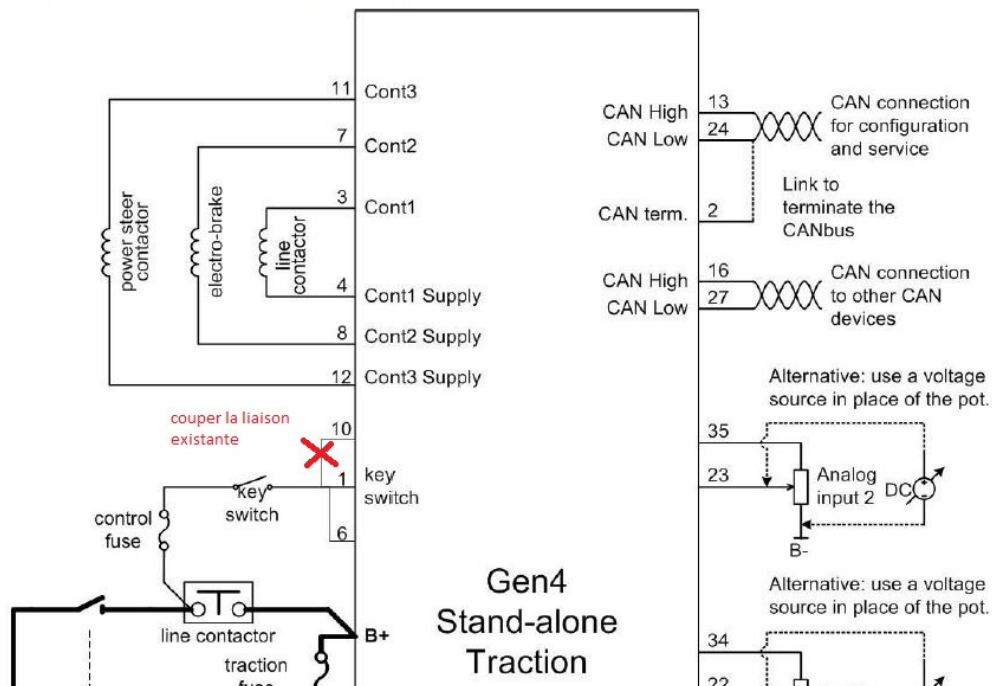 11 Cont3
7 Cont2
3 Cont1
4 Cont1 Supply
8 Cont2 Supply
12 Cont3 Supply
power steer
contactor
electro-brake
line
contactor
couper la liaison
existante
10
1 key
switch
6
key
switch
control
fuse
line contactor
B+
traction
fuse
Gen4
Stand-alone
Traction
CAN High 13
CAN Low 24
CAN term. 2
CAN High 16
CAN Low 27
CAN connection
for configuration
and service
Link to
terminate the
CANbus
CAN connection
to other CAN
devices
Alternative: use a voltage
source in place of the pot.
35
23
Analog
input 2
DC
B-
Alternative: use a voltage
source in place of the pot.
34
22